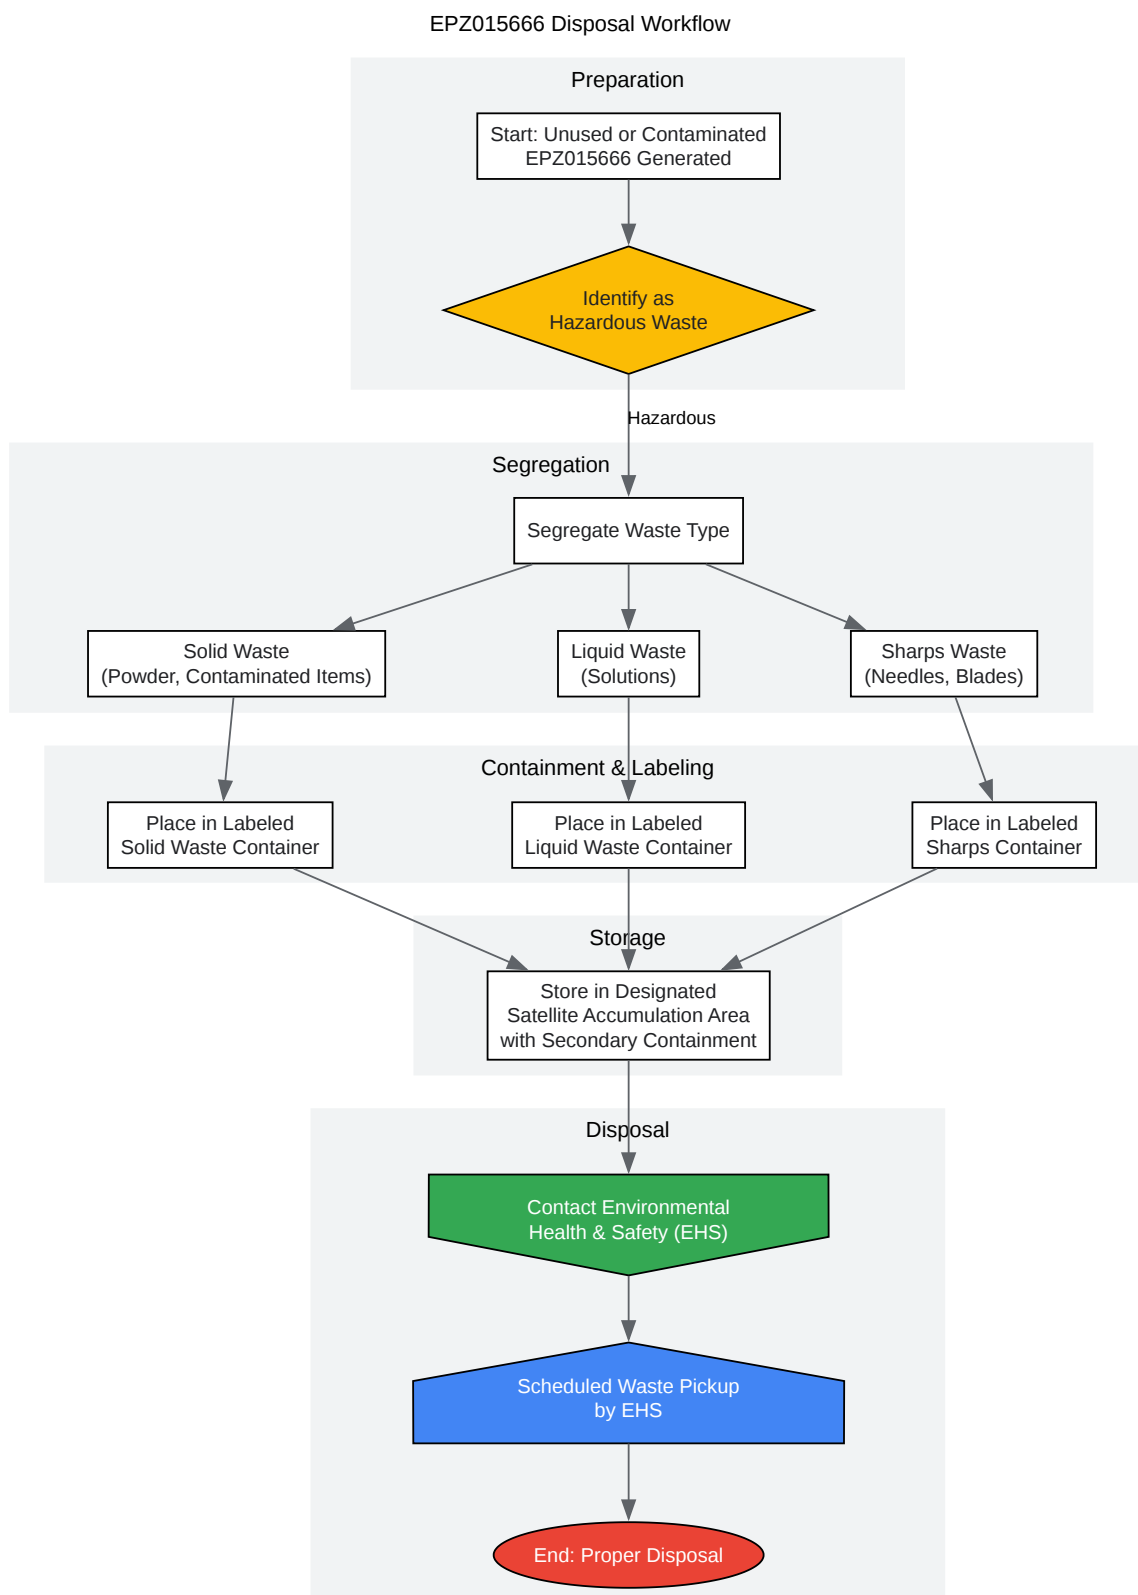 EPZ015666 Disposal Workflow
Preparation
Start: Unused or Contaminated
EPZ015666 Generated
Identify as
Hazardous Waste
Hazardous
Segregation
Segregate Waste Type
Solid Waste
(Powder, Contaminated Items)
Liquid Waste
(Solutions)
Sharps Waste
(Needles, Blades)
Containment & Labeling
Place in Labeled
Solid Waste Container
Place in Labeled
Liquid Waste Container
Place in Labeled
Sharps Container
Storage
Store in Designated
Satellite Accumulation Area
with Secondary Containment
Disposal
Contact Environmental
Health & Safety (EHS)
Scheduled Waste Pickup
by EHS
End: Proper Disposal